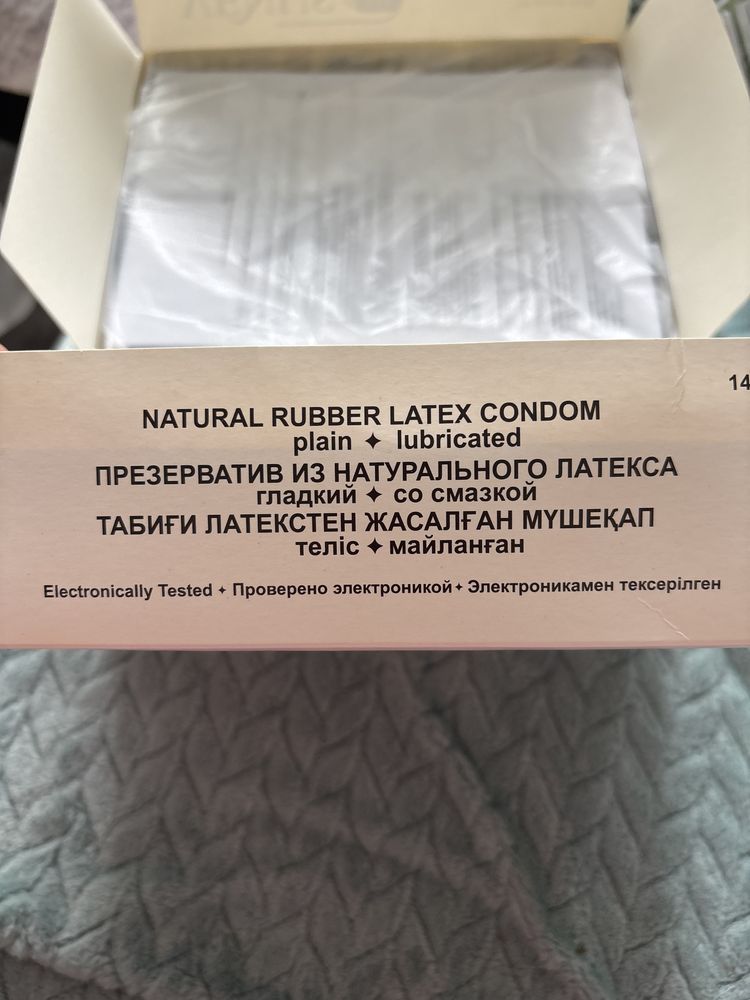 14
NATURAL RUBBER LATEX CONDOM
plain ✦ lubricated
ПРЕЗЕРВАТИВ ИЗ НАТУРАЛЬНОГО ЛАТЕКСА
гладкий ✦ со смазкой
ТАБИҒИ ЛАТЕКСТЕН ЖАСАЛҒАН МҮШЕҚАП
теліс ✦ майланған
Electronically Tested ✦ Проверено электроникой ✦ Электроникамен тексерілген